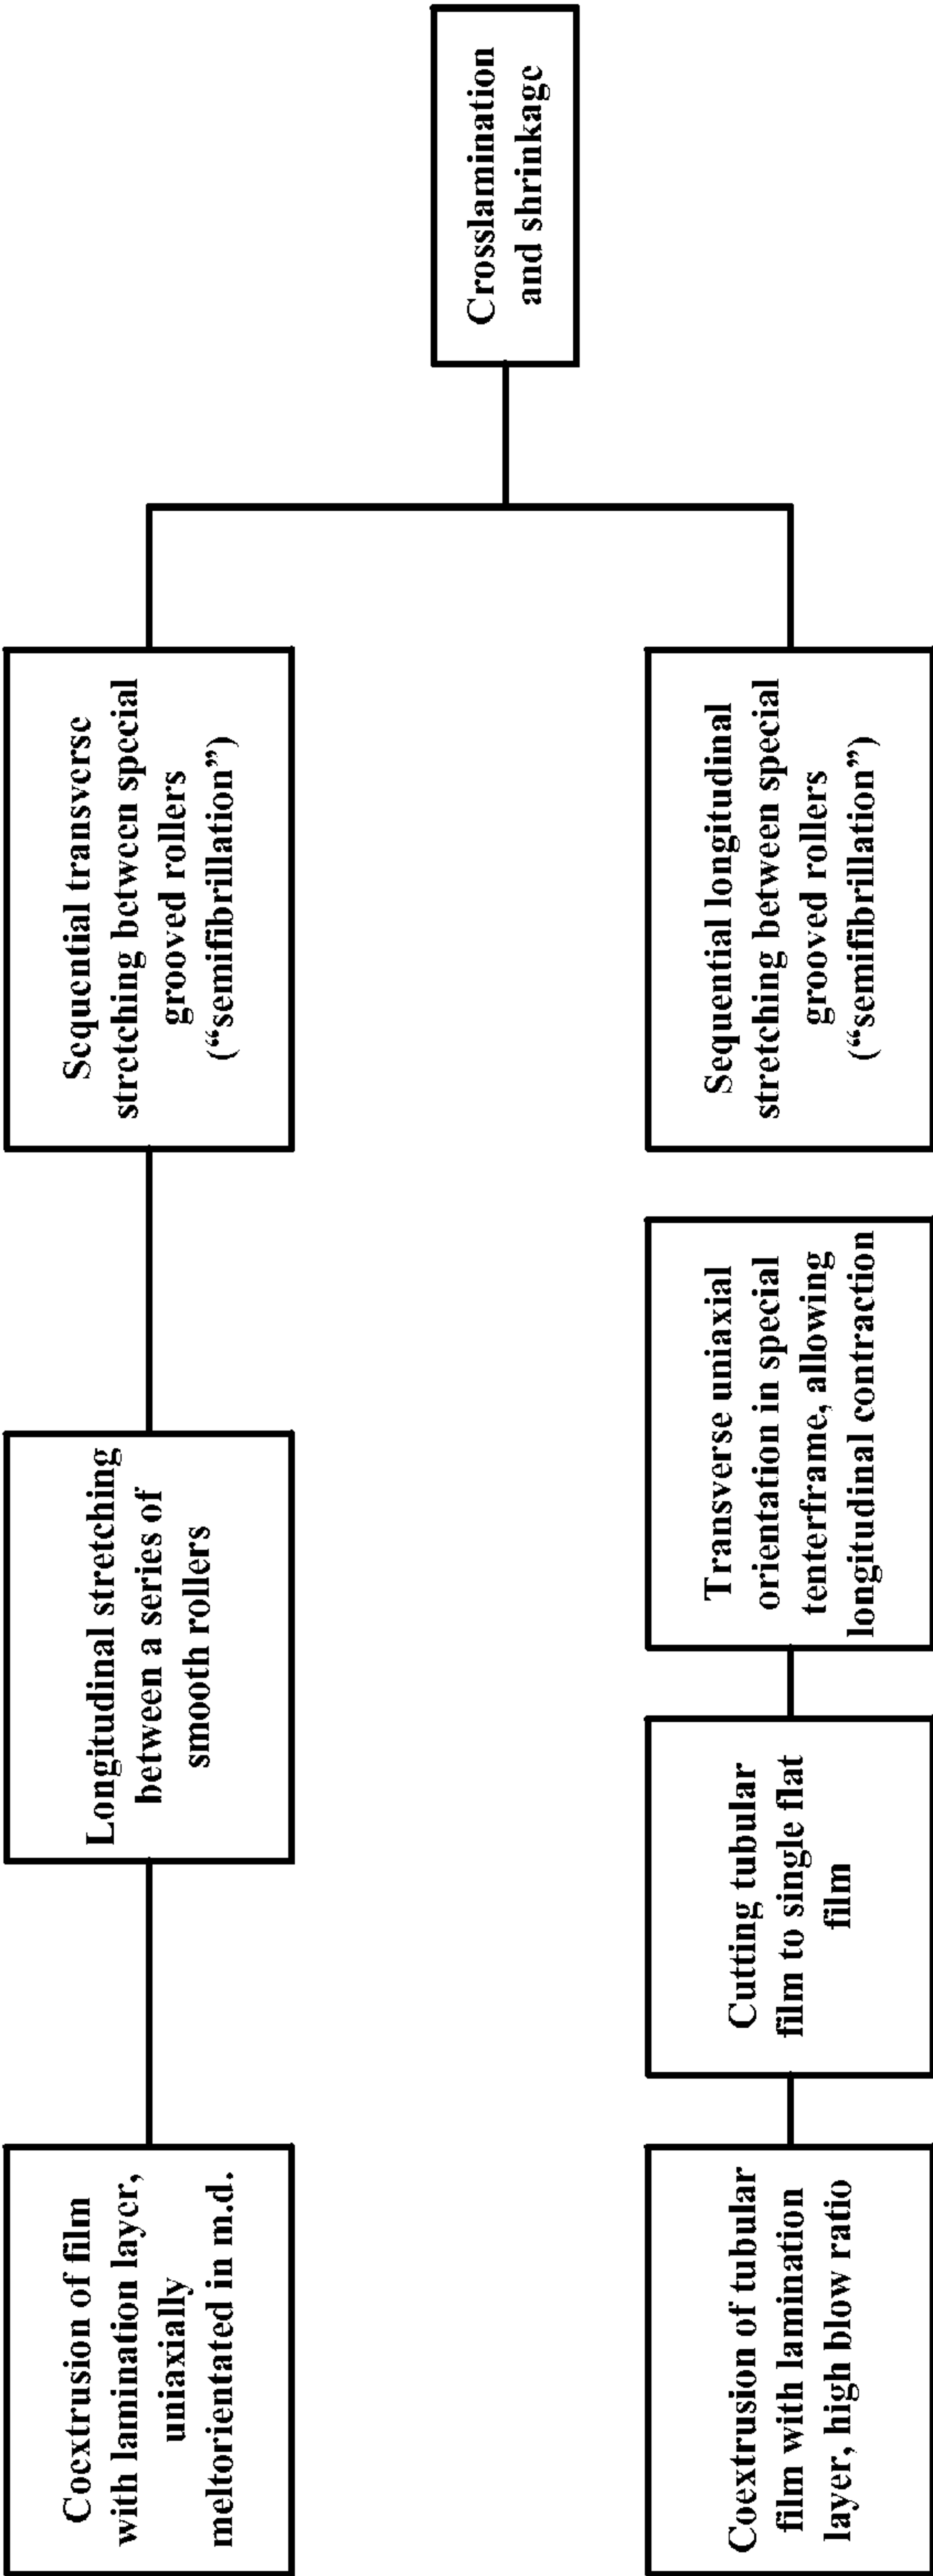 Coextrusion of film
with lamination layer,
uniaxially
meltorientated in m.d.
Longitudinal stretching
between a series of
smooth rollers
Sequential transverse
stretching between special
grooved rollers
(“semifibrillation”)
Coextrusion of tubular
film with lamination
layer, high blow ratio
Cutting tubular
film to single flat
film
Transverse uniaxial
orientation in special
tenterframe, allowing
longitudinal contraction
Sequential longitudinal
stretching between special
grooved rollers
(“semifibrillation”)
Crosslamination
and shrinkage